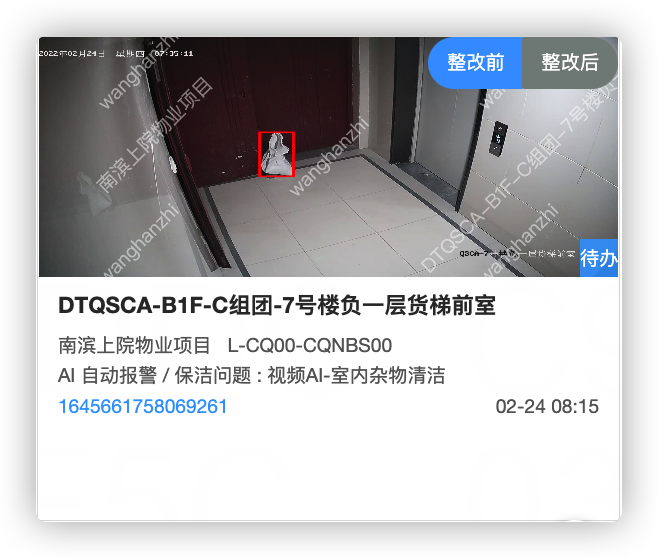 2022年02月24日 星期四 07:35:11
整改前 整改后
wanghanzhi
wanghanzhi
南滨上院物业项目
wanghanzhi
wanghanzhi
DTQSCA-B1F-C组团-7号楼负
待办
DTQSCA-B1F-C组团-7号楼负一层货梯前室
南滨上院物业项目 L-CQ00-CQNBS00
AI 自动报警 / 保洁问题 : 视频AI-室内杂物清洁
1645661758069261 02-24 08:15